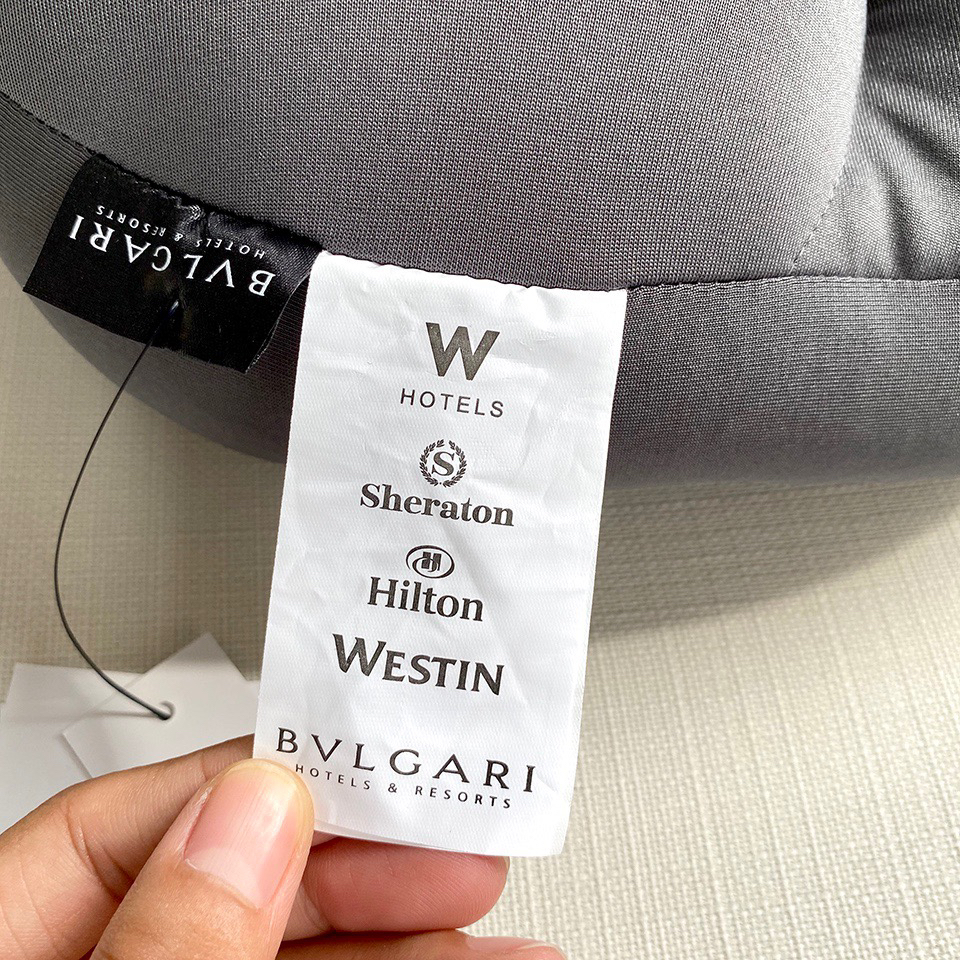 BVLGARI
HOTELS & RESORTS
W
HOTELS
S
Sheraton
H
Hilton
WESTIN
BVLGARI
HOTELS & RESORTS